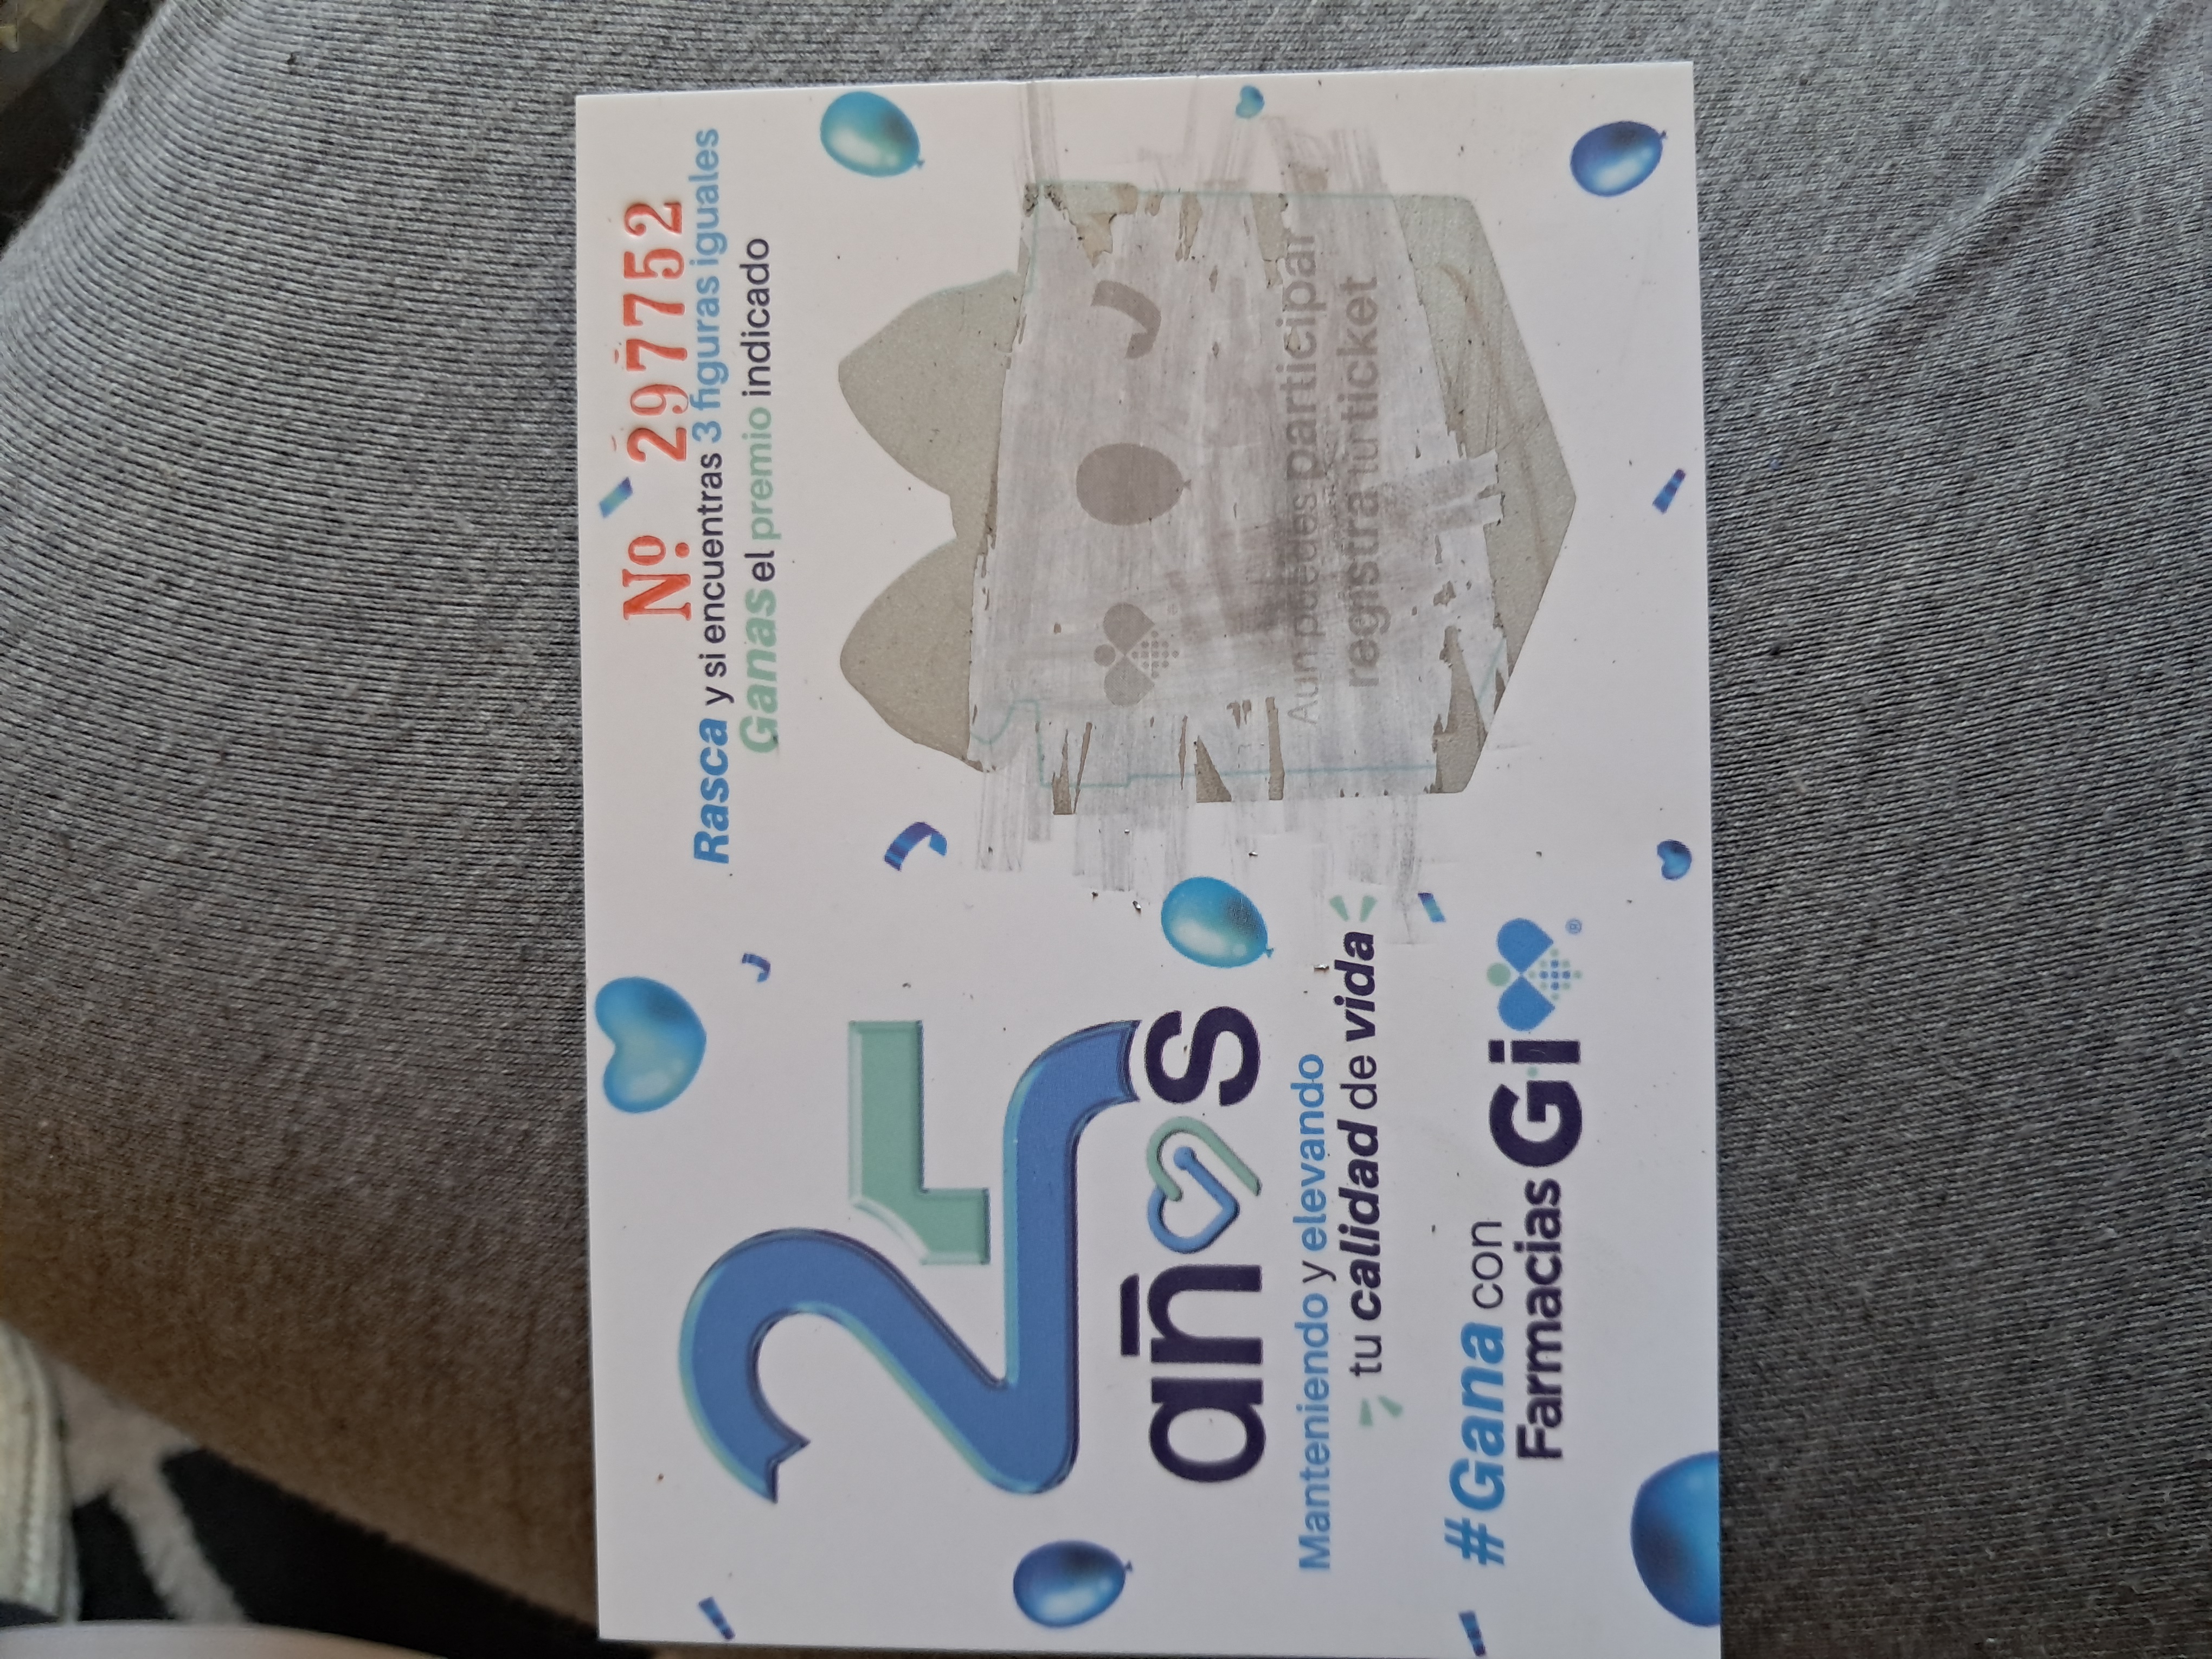 25
años
Manteniendo y elevando
tu calidad de vida
#Gana con
Farmacias Gi
®
Nº 297752
Rasca y si encuentras 3 figuras iguales
Ganas el premio indicado
Aún puedes participar
registra tu ticket